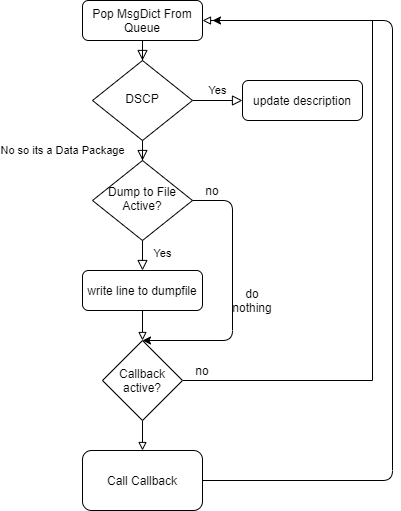 Pop MsgDict From
Queue
DSCP
Yes
update description
No so its a Data Package
Dump to File
Active?
no
Yes
write line to dumpfile
do
nothing
Callback
active?
no
Call Callback